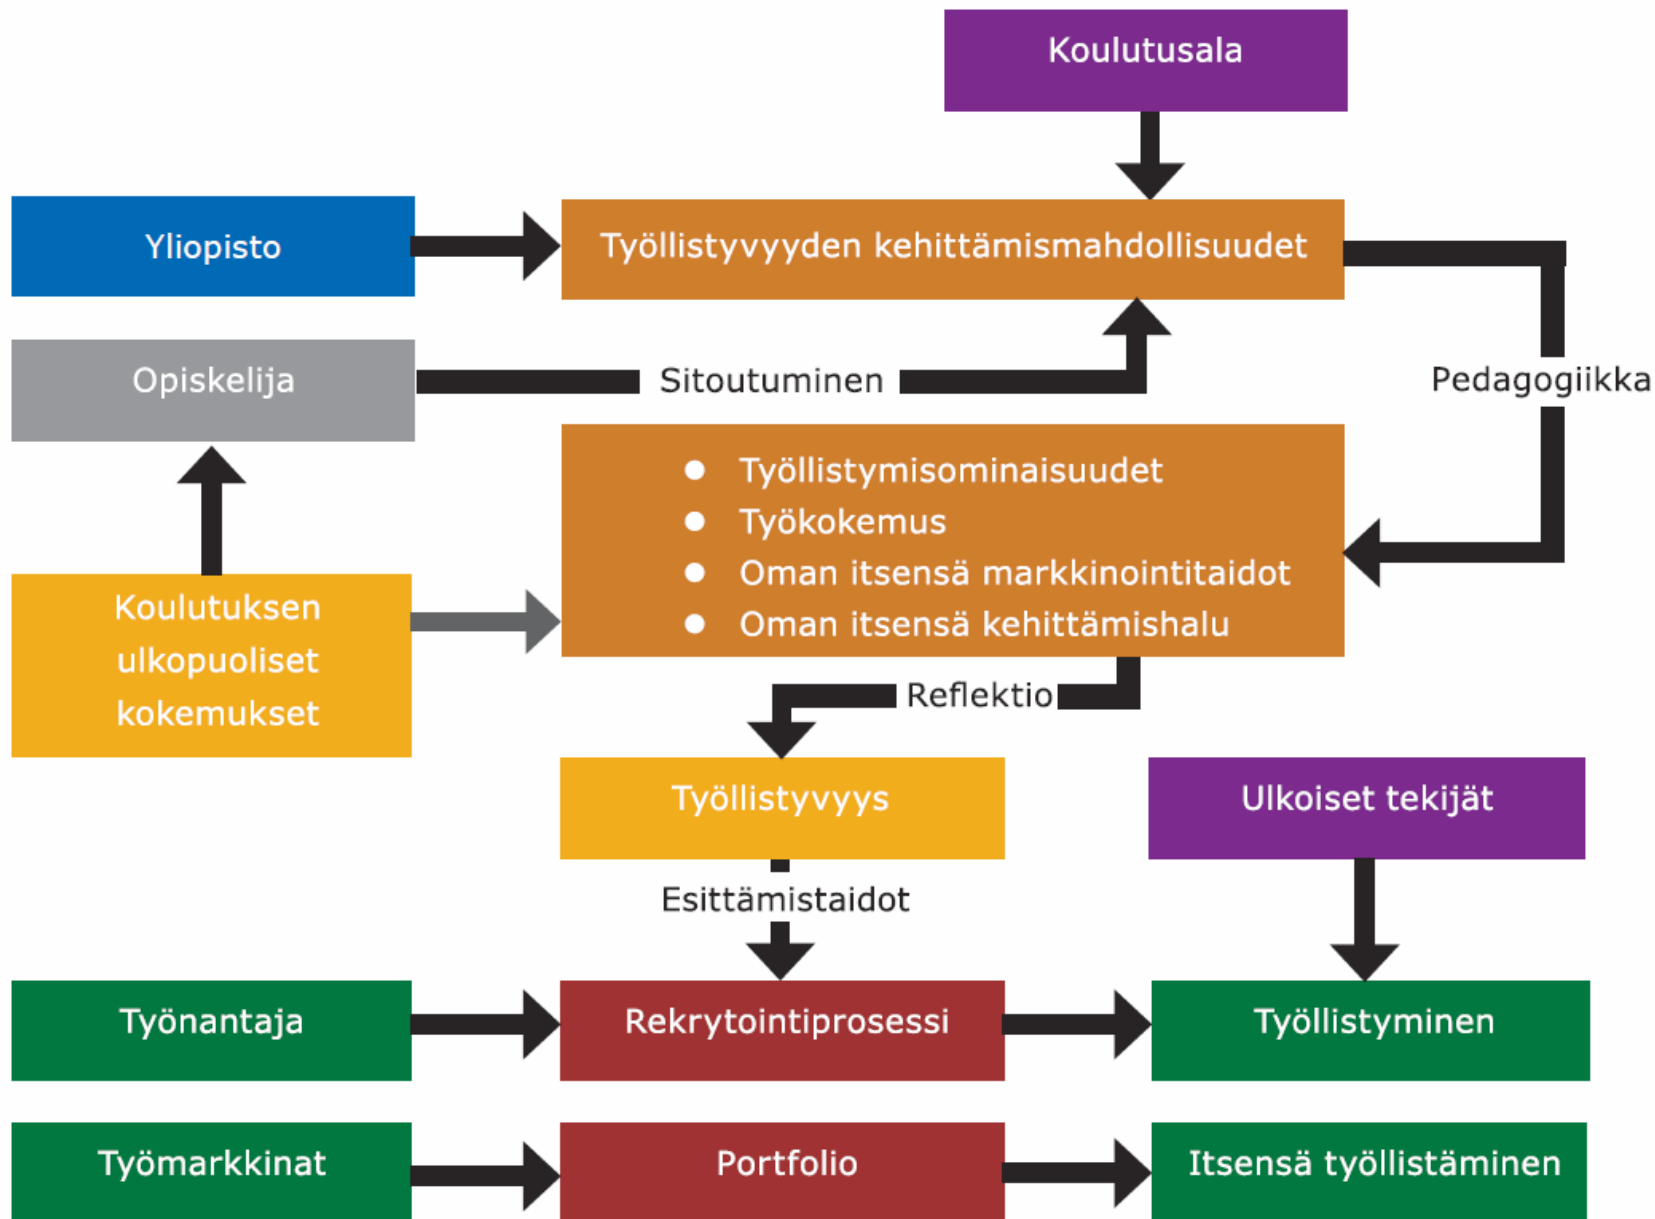 Koulutusala
Yliopisto
Työllistyvyyden kehittämismahdollisuudet
Opiskelija
Sitoutuminen
Pedagogiikka
● Työllistymisominaisuudet
● Työkokemus
● Oman itsensä markkinointitaidot
● Oman itsensä kehittämishalu
Koulutuksen
ulkopuoliset
kokemukset
Reflektio
Työllistyvyys
Ulkoiset tekijät
Esittämistaidot
Työnantaja
Rekrytointiprosessi
Työllistyminen
Työmarkkinat
Portfolio
Itsensä työllistäminen